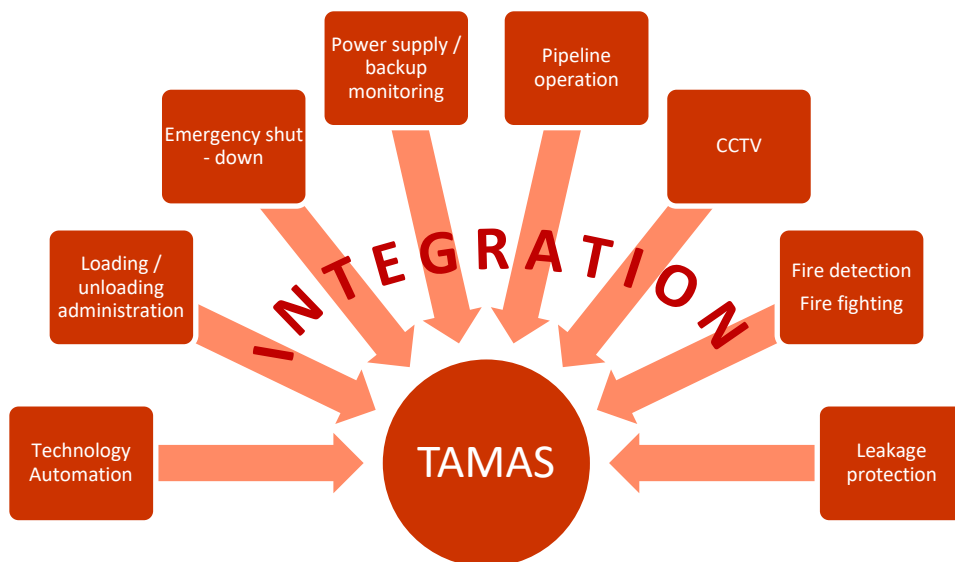 Power supply /
backup
monitoring
Pipeline
operation
Emergency shut
- down
CCTV
INTEGRATION
Loading /
unloading
administration
Fire detection
Fire fighting
Technology
Automation
TAMAS
Leakage
protection